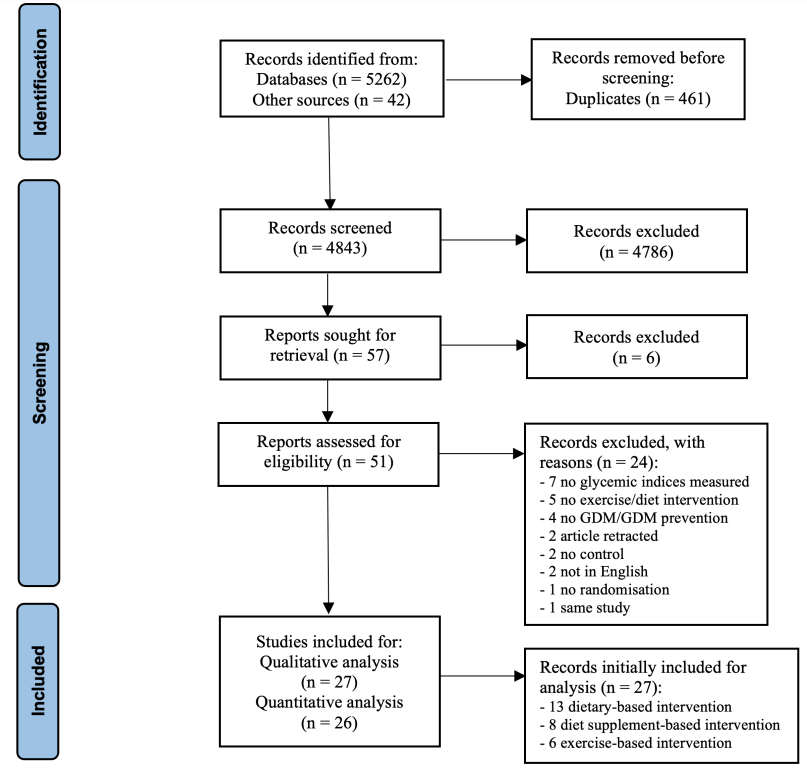 Identification
Records identified from:
Databases (n = 5262)
Other sources (n = 42)
Records removed before
screening:
Duplicates (n = 461)
Screening
Records screened
(n = 4843)
Records excluded
(n = 4786)
Reports sought for
retrieval (n = 57)
Records excluded
(n = 6)
Reports assessed for
eligibility (n = 51)
Records excluded, with
reasons (n = 24):
- 7 no glycemic indices measured
- 5 no exercise/diet intervention
- 4 no GDM/GDM prevention
- 2 article retracted
- 2 no control
- 2 not in English
- 1 no randomisation
- 1 same study
Included
Studies included for:
Qualitative analysis
(n = 27)
Quantitative analysis
(n = 26)
Records initially included for
analysis (n = 27):
- 13 dietary-based intervention
- 8 diet supplement-based intervention
- 6 exercise-based intervention